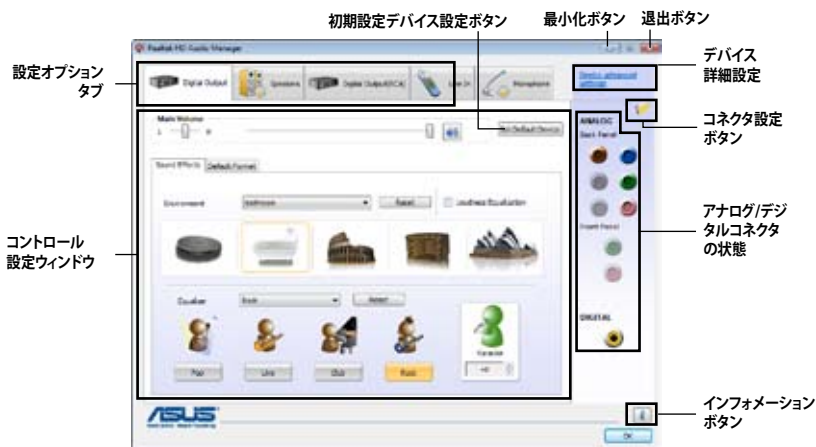 初期設定デバイス設定ボタン
最小化ボタン
退出ボタン
Realtek HD Audio Manager
設定オプション
タブ
Digital Output
Speakers
Digital Output(RCA)
Line In
Microphone
Device advanced
settings
デバイス
詳細設定
Main Volume
L
R
Set Default Device
ANALOG
Back Panel
コネクタ設定
ボタン
Sound Effects
Default Format
Environment
Bathroom
Reset
Loudness Equalization
Front Panel
アナログ/デジ
タルコネクタ
の状態
コントロール
設定ウィンドウ
Equalizer
Rock
Reset
DIGITAL
Pop
Live
Club
Rock
Karaoke
+0
ASUS
インフォメーション
ボタン
OK